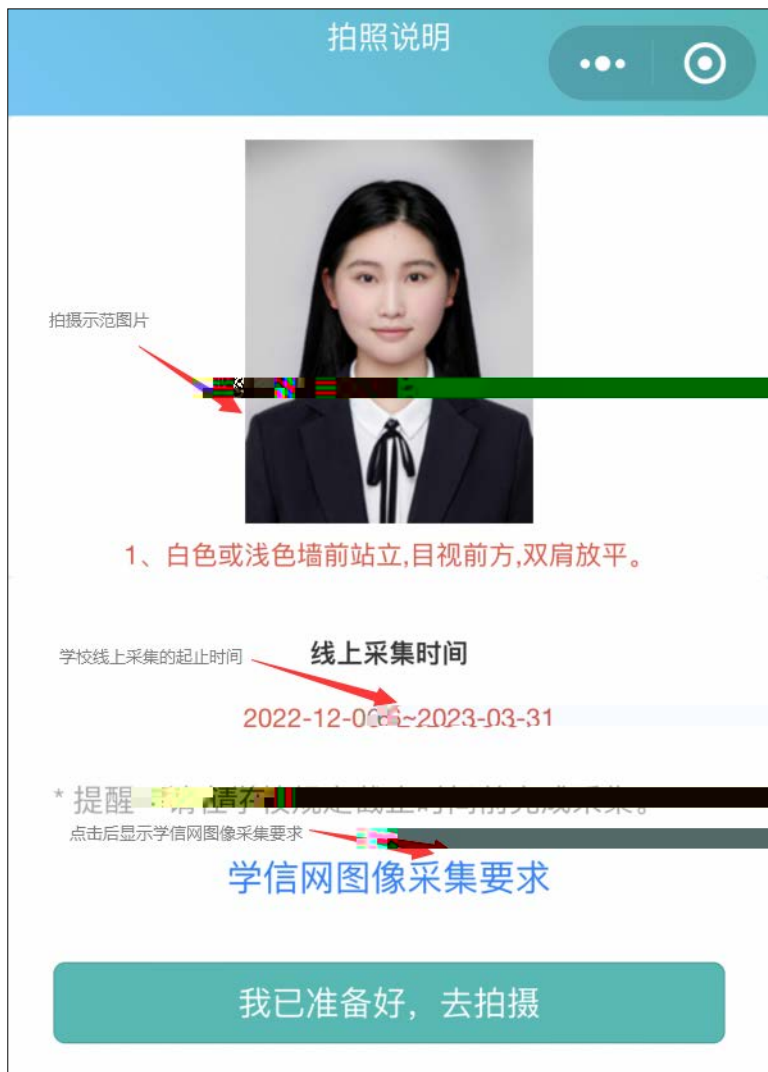 拍照说明
拍摄示范图片
1、白色或浅色墙前站立,目视前方,双肩放平。
学校线上采集的起止时间
线上采集时间
2022-12-0 ~2023-03-31
* 提醒
点击后显示学信网图像采集要求
学信网图像采集要求
我已准备好，去拍摄